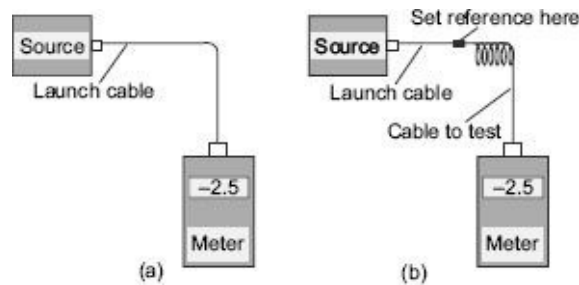 Source
Launch cable
–2.5
Meter
(a)
Set reference here
Source
Launch cable
Cable to test
–2.5
Meter
(b)